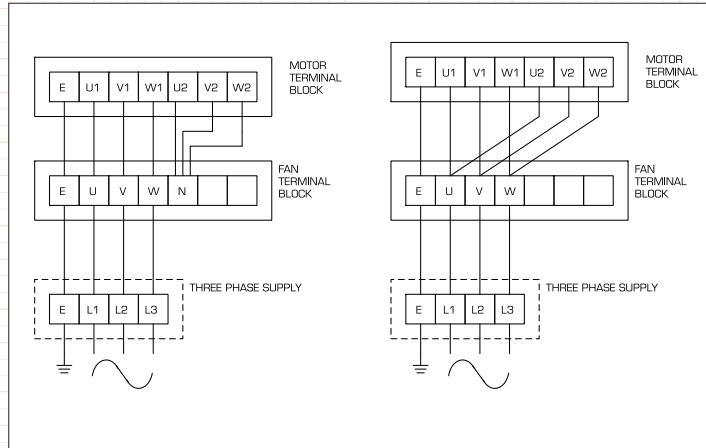 MOTOR
TERMINAL
BLOCK
E U1 V1 W1 U2 V2 W2
FAN
TERMINAL
BLOCK
E U V W N
THREE PHASE SUPPLY
E L1 L2 L3
MOTOR
TERMINAL
BLOCK
E U1 V1 W1 U2 V2 W2
FAN
TERMINAL
BLOCK
E U V W
THREE PHASE SUPPLY
E L1 L2 L3